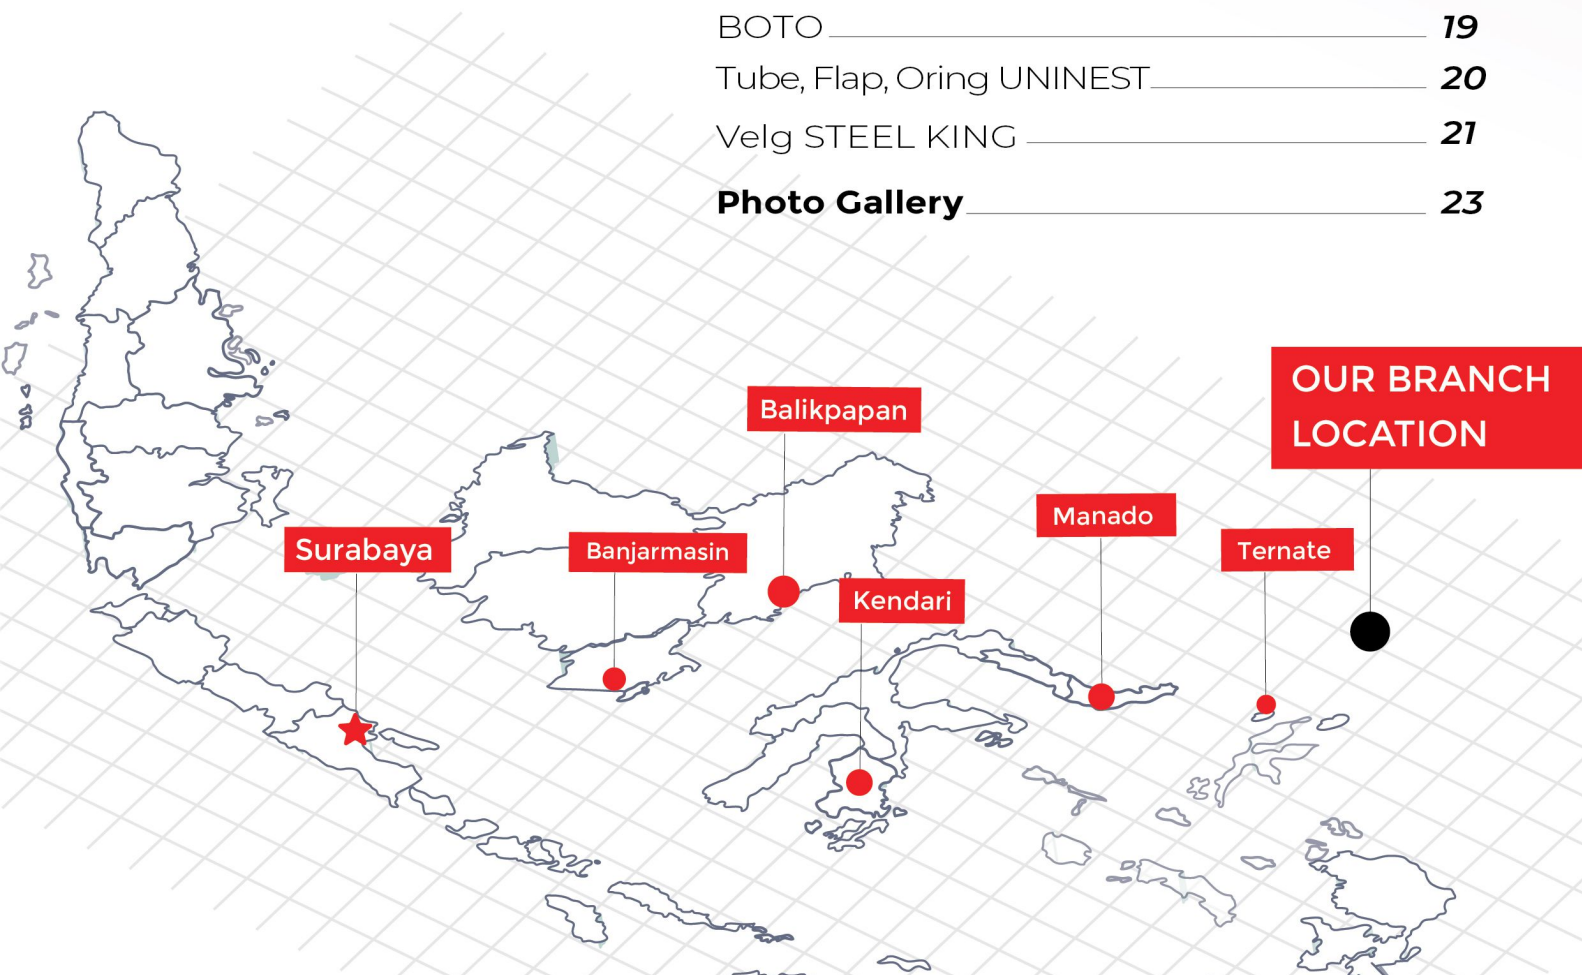 BOTO 19
Tube, Flap, Oring UNINEST 20
Velg STEEL KING 21
Photo Gallery 23
OUR BRANCH
LOCATION
Balikpapan
Manado
Surabaya
Banjarmasin
Ternate
Kendari